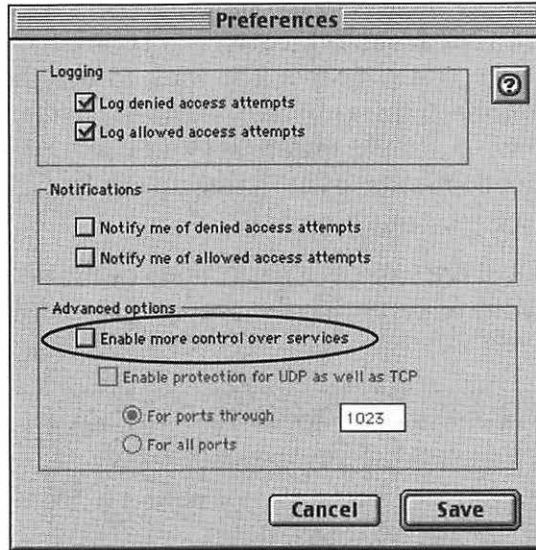 Preferences
Logging
Log denied access attempts
Log allowed access attempts
?
Notifications
Notify me of denied access attempts
Notify me of allowed access attempts
Advanced options
Enable more control over services
Enable protection for UDP as well as TCP
For ports through 1023
For all ports
Cancel Save